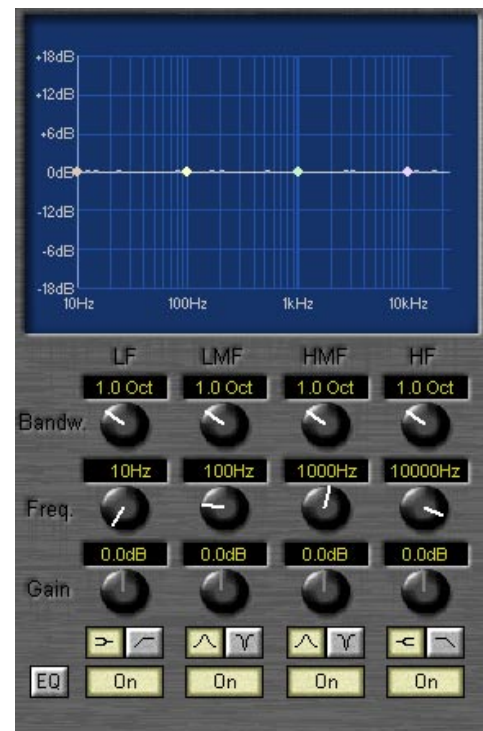 +18dB
+12dB
+6dB
0dB
-12dB
-6dB
-18dB
10Hz 100Hz 1kHz 10kHz
LF LMF HMF HF
1.0 Oct 1.0 Oct 1.0 Oct 1.0 Oct
Bandw.
10Hz 100Hz 1000Hz 10000Hz
Freq.
0.0dB 0.0dB 0.0dB 0.0dB
Gain
EQ On On On On